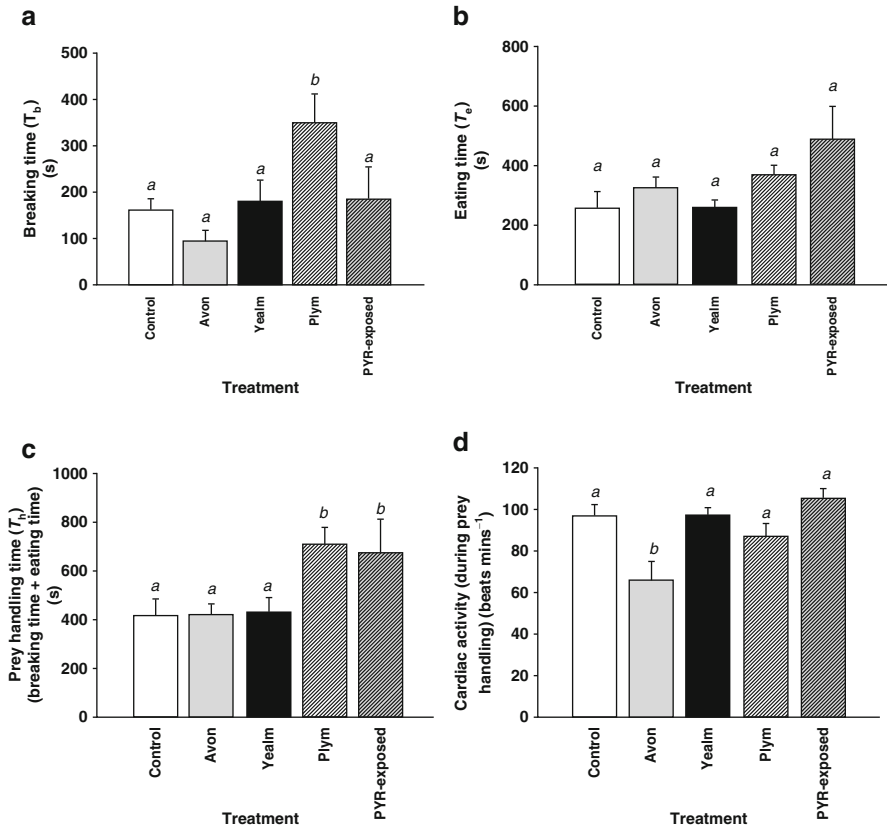 a
Breaking time (T_b)
(s)
500
400
300
200
100
0
a
a
a
b
a
Control
Avon
Yealm
Plym
PYR-exposed
Treatment
b
Eating time (T_e)
(s)
800
600
400
200
0
a
a
a
a
a
Control
Avon
Yealm
Plym
PYR-exposed
Treatment
c
Prey handling time (T_h)
(breaking time + eating time)
(s)
1000
800
600
400
200
0
a
a
a
b
b
Control
Avon
Yealm
Plym
PYR-exposed
Treatment
d
Cardiac activity (during prey
handling) (beats mins⁻¹)
120
100
80
60
40
20
0
a
b
a
a
a
Control
Avon
Yealm
Plym
PYR-exposed
Treatment